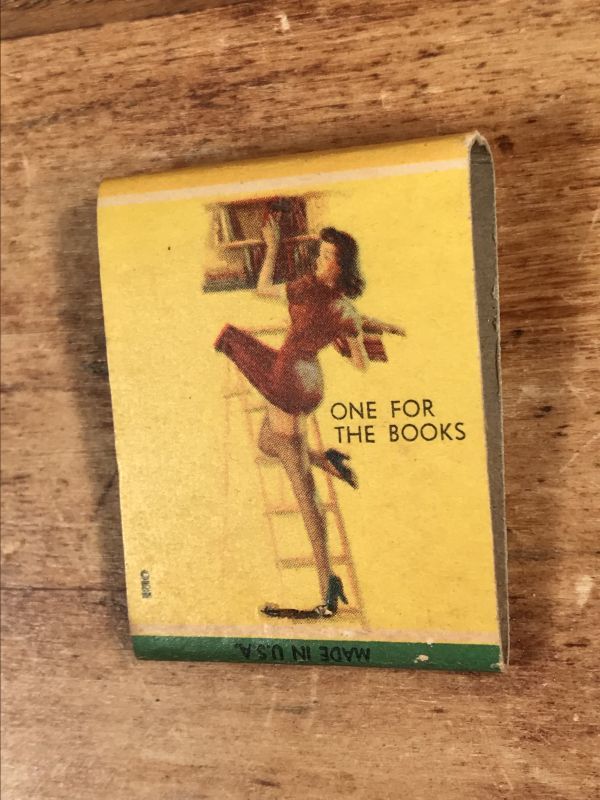 ONE FOR
THE BOOKS
MADE IN U.S.A.